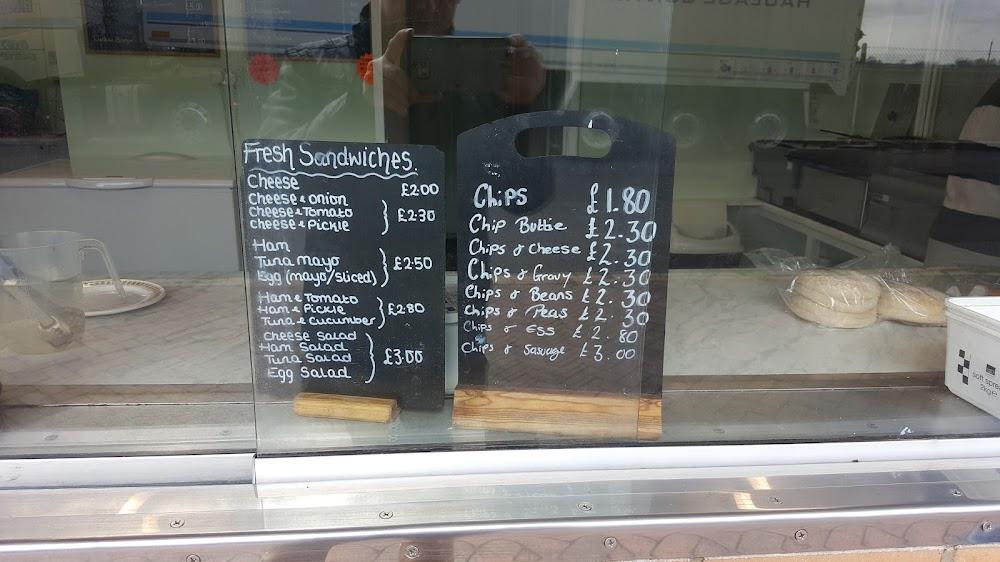 Fresh Sandwiches
Cheese £2.00
Cheese & onion
Cheese & Tomato £2.30
Cheese & Pickle
Ham
Tuna mayo £2.50
Egg (mayo/sliced)
Ham & Tomato
Ham & Pickle £2.80
Tuna & Cucumber
Cheese Salad
Ham Salad £3.00
Tuna Salad
Egg Salad
Chips £1.80
Chip Buttie £2.30
Chips & Cheese £2.30
Chips & Gravy £2.30
Chips & Beans £2.30
Chips & Peas £2.30
Chips & Egg £2.80
Chips & Sausage £3.00
soft spre
2kg e